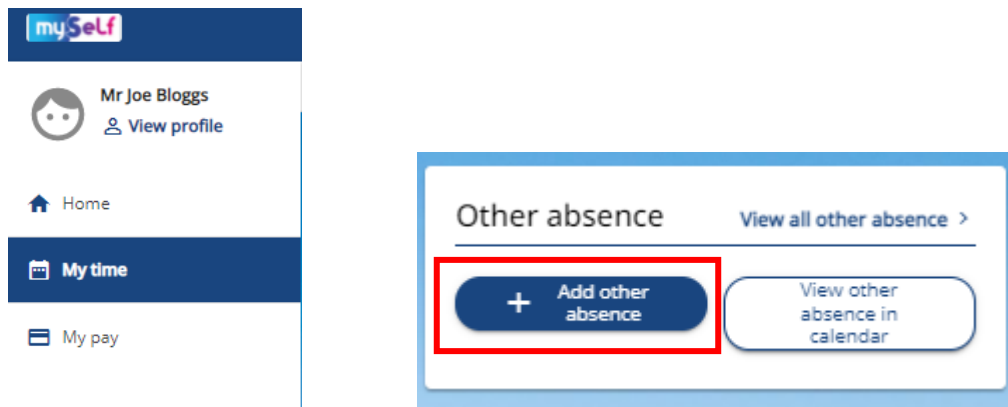 mySeLf
Mr Joe Bloggs
View profile
Home
My time
My pay
Other absence
View all other absence >
+ Add other
absence
View other
absence in
calendar